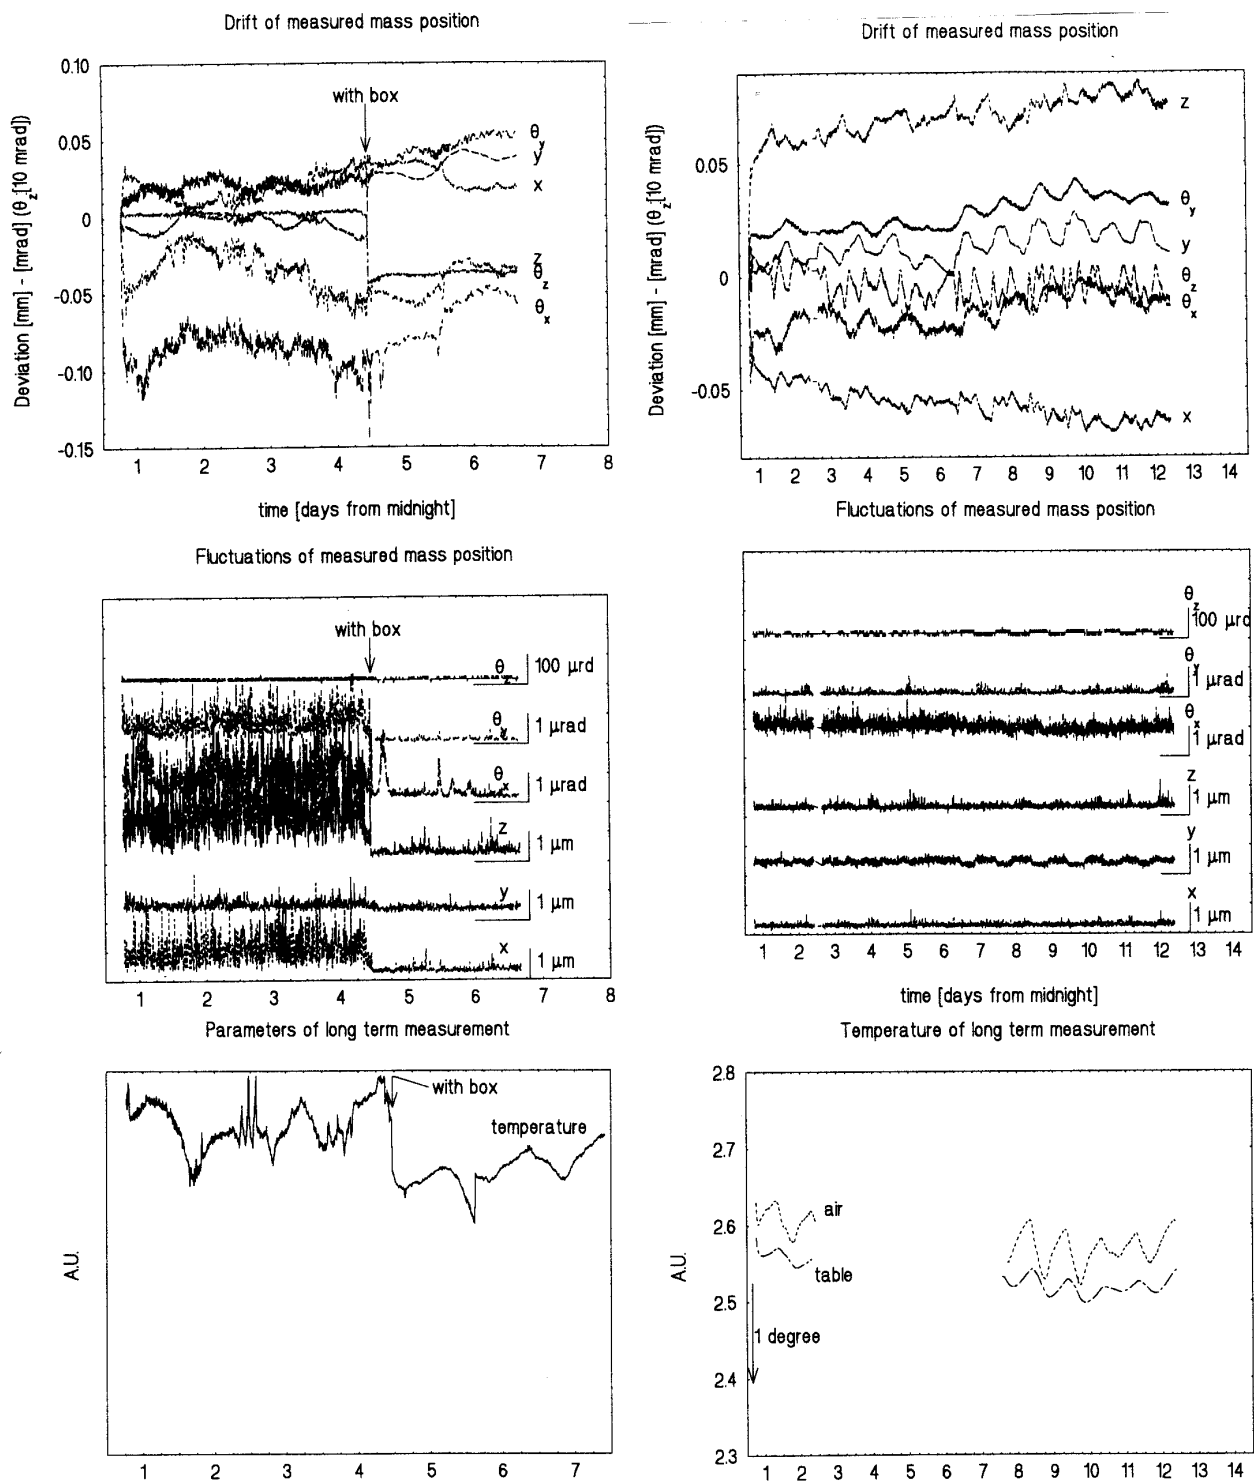 Drift of measured mass position
0.10
0.05
0
-0.05
-0.10
-0.15
Deviation [mm] - [mrad] (θz[10 mrad])
with box
θy
y
x
z
θz
θx
1 2 3 4 5 6 7 8
time [days from midnight]
Drift of measured mass position
0.05
0
-0.05
Deviation [mm] - [mrad] (θz[10 mrad])
z
θy
y
θz
θx
x
1 2 3 4 5 6 7 8 9 10 11 12 13 14
Fluctuations of measured mass position
with box
θz 100 µrd
θy 1 µrad
θx 1 µrad
z 1 µm
y 1 µm
x 1 µm
1 2 3 4 5 6 7 8
Fluctuations of measured mass position
θz 100 µrd
θy 1 µrad
θx 1 µrad
z 1 µm
y 1 µm
x 1 µm
1 2 3 4 5 6 7 8 9 10 11 12 13 14
time [days from midnight]
Parameters of long term measurement
with box
temperature
A.U.
1 2 3 4 5 6 7
Temperature of long term measurement
2.8
2.7
2.6
2.5
2.4
2.3
A.U.
air
table
1 degree
1 2 3 4 5 6 7 8 9 10 11 12 13 14